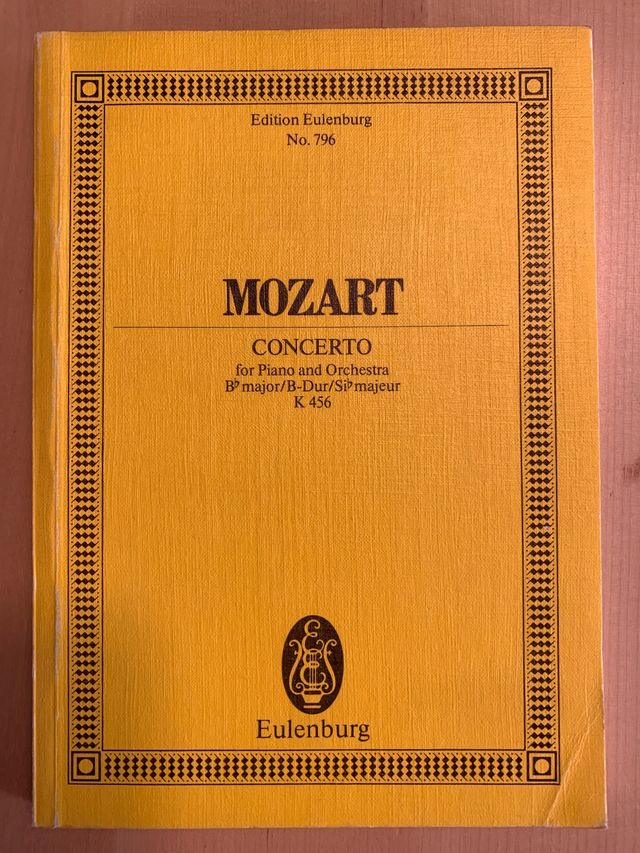 Edition Eulenburg
No. 796
MOZART
CONCERTO
for Piano and Orchestra
B♭ major/B-Dur/Si♭ majeur
K 456
Eulenburg